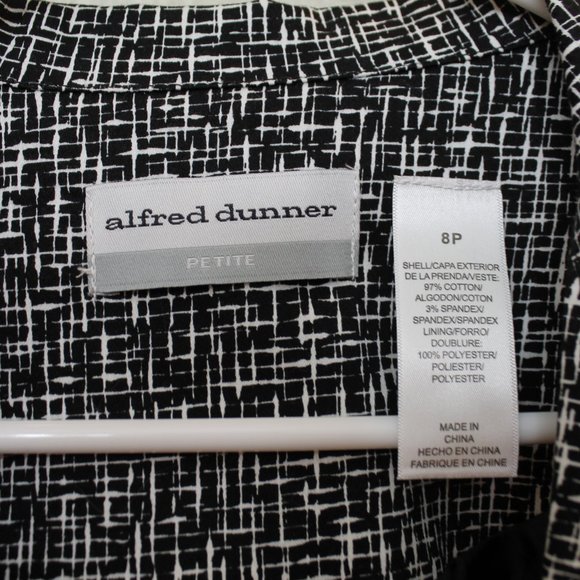 alfred dunner
PETITE
8P
SHELL/CAPA EXTERIOR
DE LA PRENDA/VESTE:
97% COTTON/
ALGODON/COTON
3% SPANDEX/
SPANDEX/SPANDEX
LINING/FORRO/
DOUBLURE:
100% POLYESTER/
POLIESTER/
POLYESTER
MADE IN
CHINA
HECHO EN CHINA
FABRIQUE EN CHINE